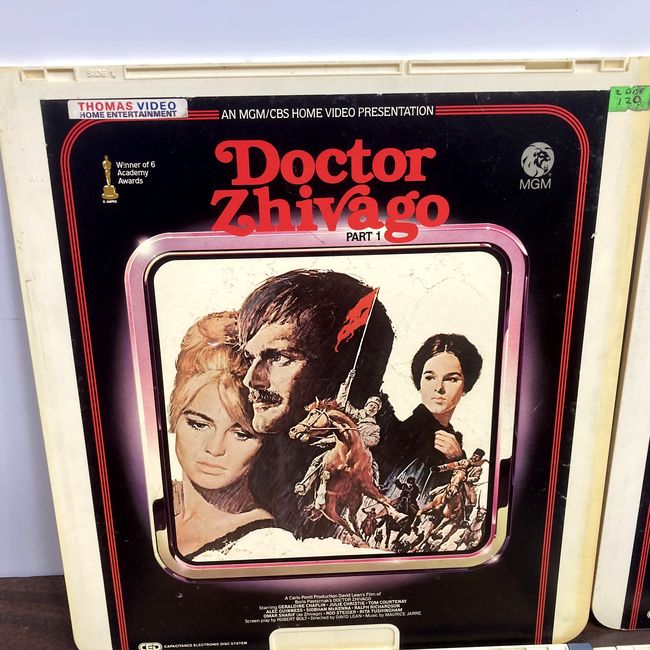 SIDE 1
THOMAS VIDEO
HOME ENTERTAINMENT
AN MGM/CBS HOME VIDEO PRESENTATION
2 DISC
120
Winner of 6
Academy
Awards
© AMPAS
MGM
Doctor
Zhivago
PART 1
A Carlo Ponti Production David Lean's Film of
Boris Pasternak's DOCTOR ZHIVAGO
Starring GERALDINE CHAPLIN · JULIE CHRISTIE · TOM COURTENAY
ALEC GUINNESS · SIOBHAN McKENNA · RALPH RICHARDSON
OMAR SHARIF (as Zhivago) · ROD STEIGER · RITA TUSHINGHAM
Screen play by ROBERT BOLT · Directed by DAVID LEAN · Music by MAURICE JARRE.
CED CAPACITANCE ELECTRONIC DISC SYSTEM